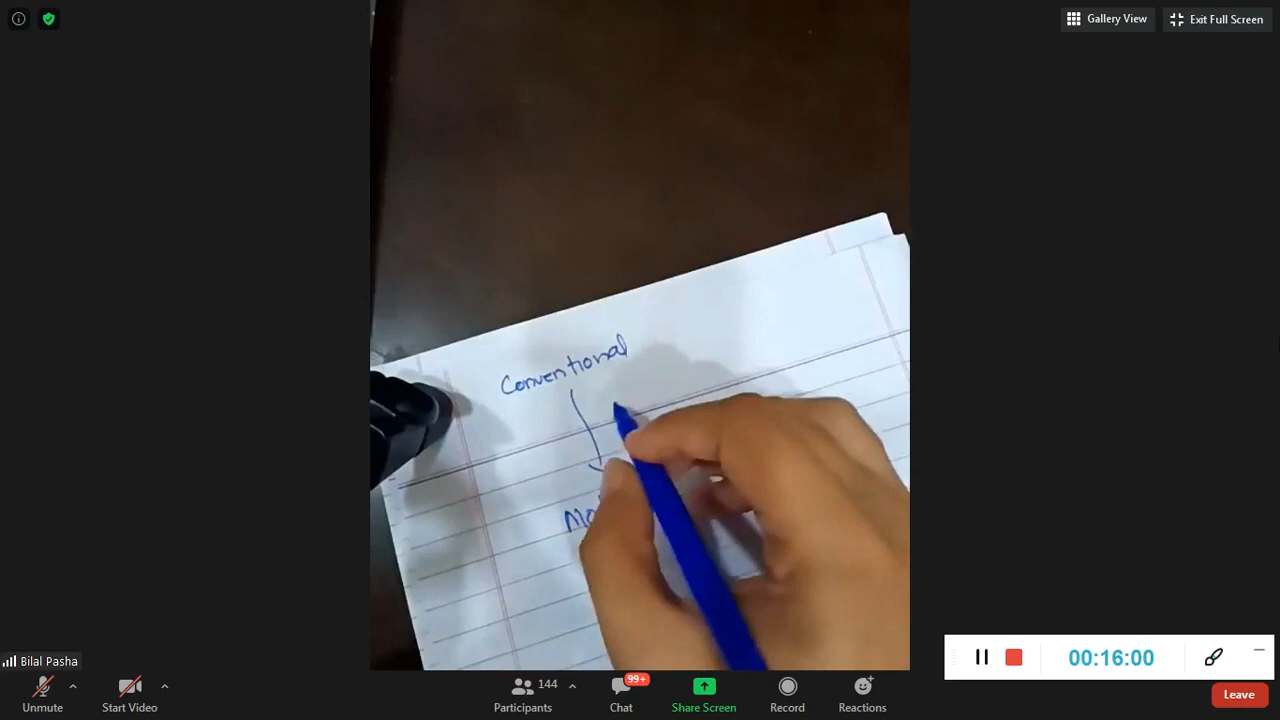 Gallery View
Exit Full Screen
Conventional
Bilal Pasha
00:16:00
Unmute
Start Video
144
Participants
99+
Chat
Share Screen
Record
Reactions
Leave